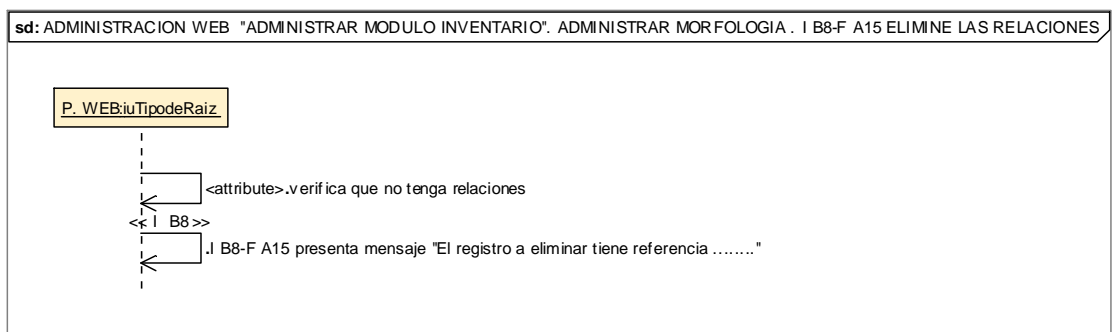 sd: ADMINISTRACION WEB "ADMINISTRAR MODULO INVENTARIO". ADMINISTRAR MORFOLOGIA . I B8-F A15 ELIMINE LAS RELACIONES
P. WEB:iuTipodeRaiz
<attribute>.verifica que no tenga relaciones
<< I B8 >>
.I B8-F A15 presenta mensaje "El registro a eliminar tiene referencia ........"